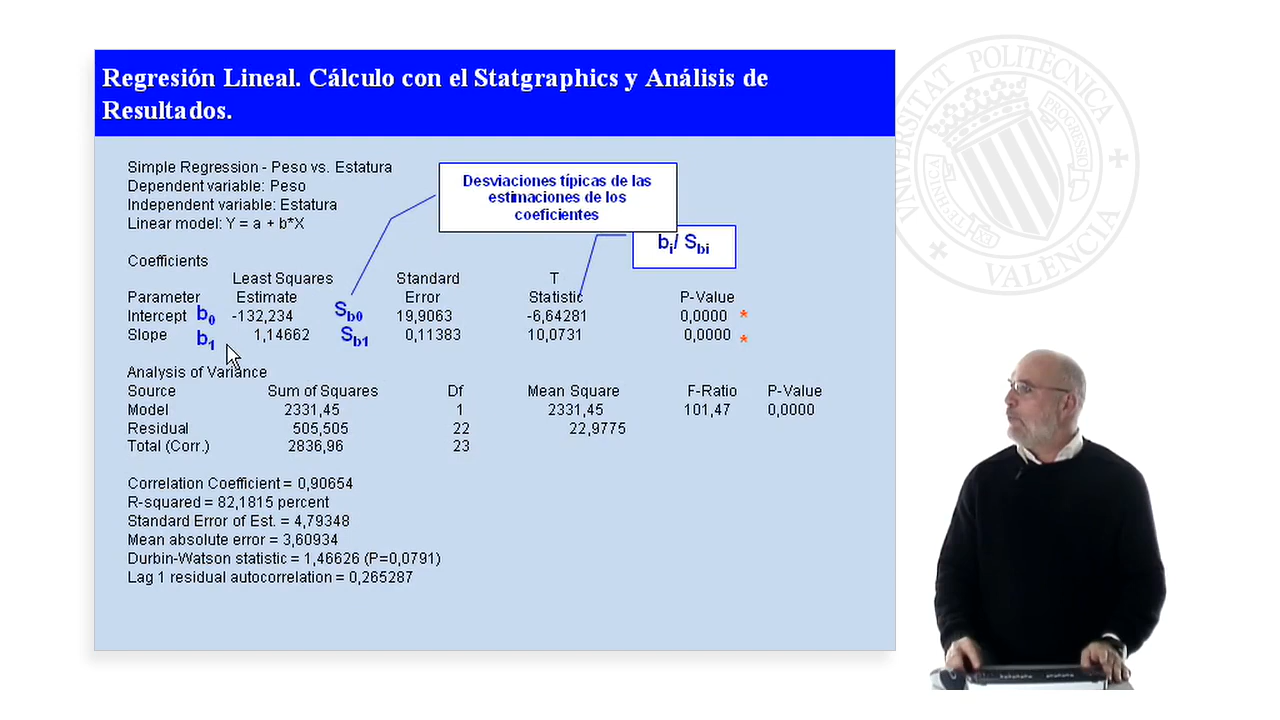 Regresión Lineal. Cálculo con el Statgraphics y Análisis de
Resultados.
Simple Regression - Peso vs. Estatura
Dependent variable: Peso
Independent variable: Estatura
Linear model: Y = a + b*X
Desviaciones típicas de las
estimaciones de los
coeficientes
bi/ Sbi
Coefficients
Least Squares Standard T
Parameter Estimate Error Statistic P-Value
Intercept b0 -132,234 Sb0 19,9063 -6,64281 0,0000 *
Slope b1 1,14662 Sb1 0,11383 10,0731 0,0000 *
Analysis of Variance
Source Sum of Squares Df Mean Square F-Ratio P-Value
Model 2331,45 1 2331,45 101,47 0,0000
Residual 505,505 22 22,9775
Total (Corr.) 2836,96 23
Correlation Coefficient = 0,90654
R-squared = 82,1815 percent
Standard Error of Est. = 4,79348
Mean absolute error = 3,60934
Durbin-Watson statistic = 1,46626 (P=0,0791)
Lag 1 residual autocorrelation = 0,265287
UNIVERSITAT POLITÈCNICA
VALÈNCIA